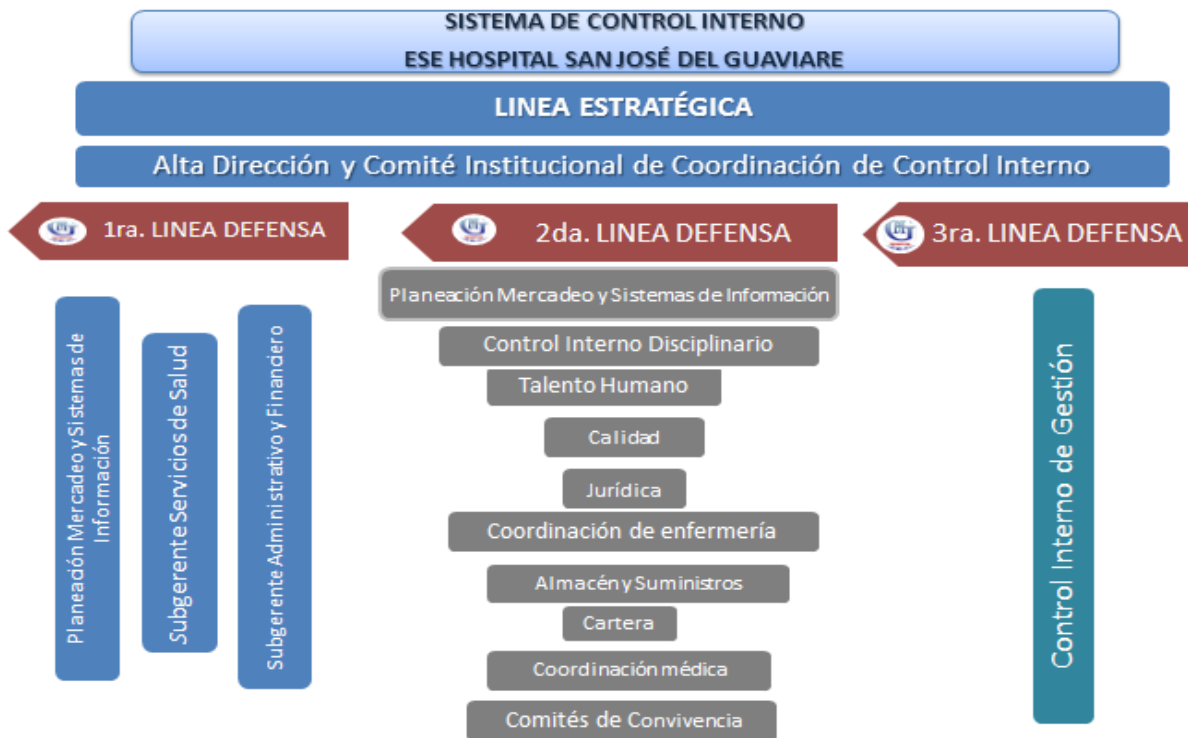 SISTEMA DE CONTROL INTERNO
ESE HOSPITAL SAN JOSÉ DEL GUAVIARE
LINEA ESTRATÉGICA
Alta Dirección y Comité Institucional de Coordinación de Control Interno
1ra. LINEA DEFENSA
Planeación Mercadeo y Sistemas de
Información
Subgerente Servicios de Salud
Subgerente Administrativo y Financiero
2da. LINEA DEFENSA
Planeación Mercadeo y Sistemas de Información
Control Interno Disciplinario
Talento Humano
Calidad
Jurídica
Coordinación de enfermería
Almacén y Suministros
Cartera
Coordinación médica
Comités de Convivencia
3ra. LINEA DEFENSA
Control Interno de Gestión